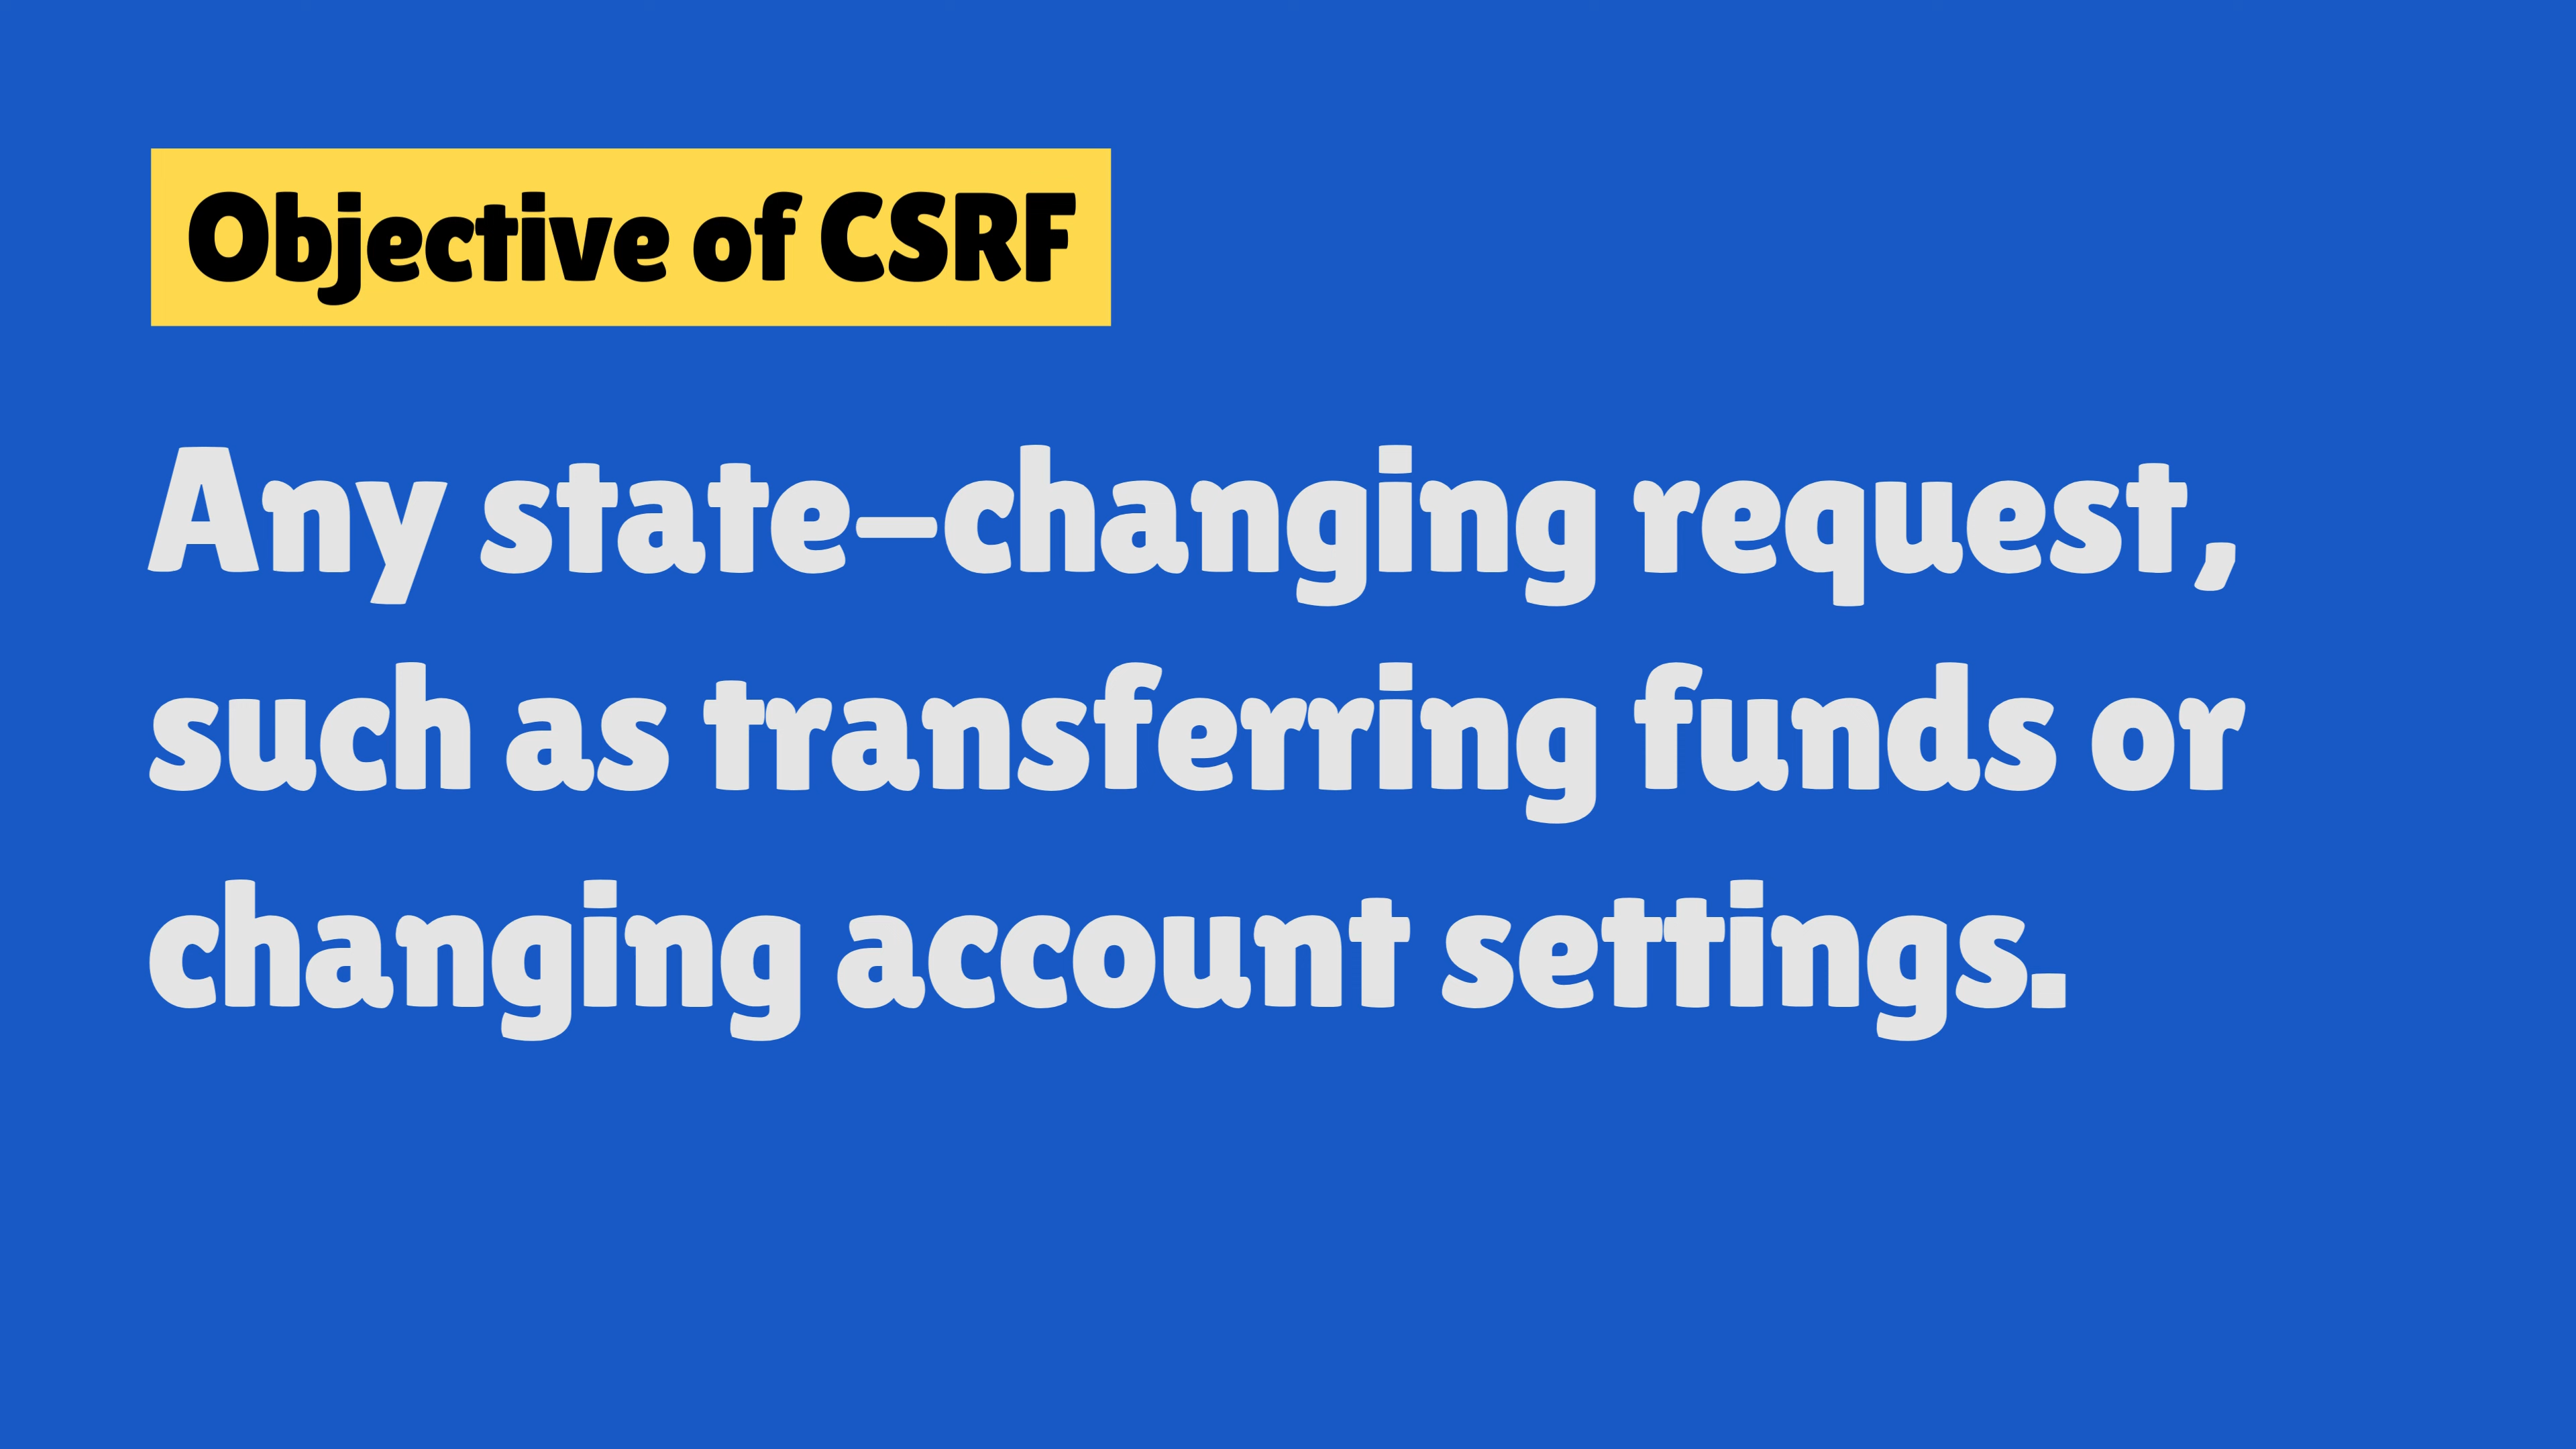 Objective of CSRF
Any state-changing request,
such as transferring funds or
changing account settings.